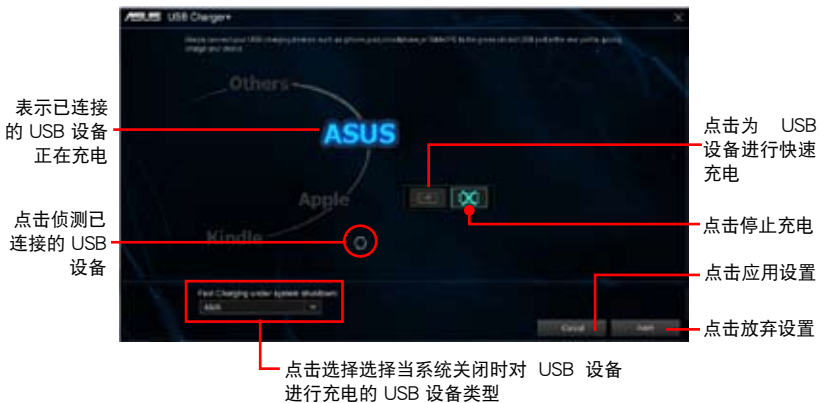 ASUS USB Charger+
Others
表示已连接
的 USB 设备
正在充电
ASUS
点击为 USB
设备进行快速
充电
Apple
点击侦测已
连接的 USB
设备
Kindle
点击停止充电
点击应用设置
Fast Charging under system shutdown:
ASUS
Cancel
Apply
点击放弃设置
点击选择选择当系统关闭时对 USB 设备
进行充电的 USB 设备类型